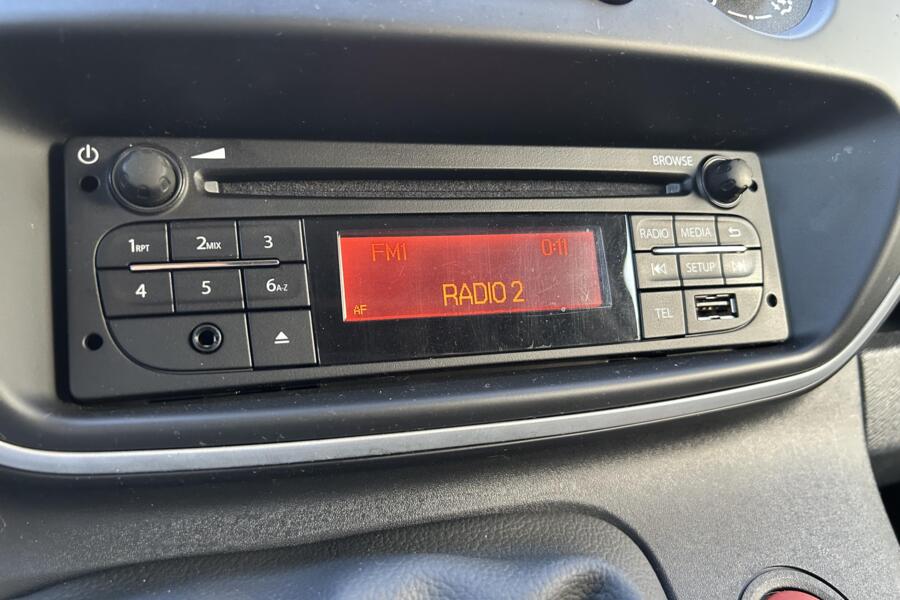 BROWSE
1RPT 2MIX 3
4 5 6A-Z
FM1 0:11
RADIO 2
AF
RADIO MEDIA
SETUP
TEL